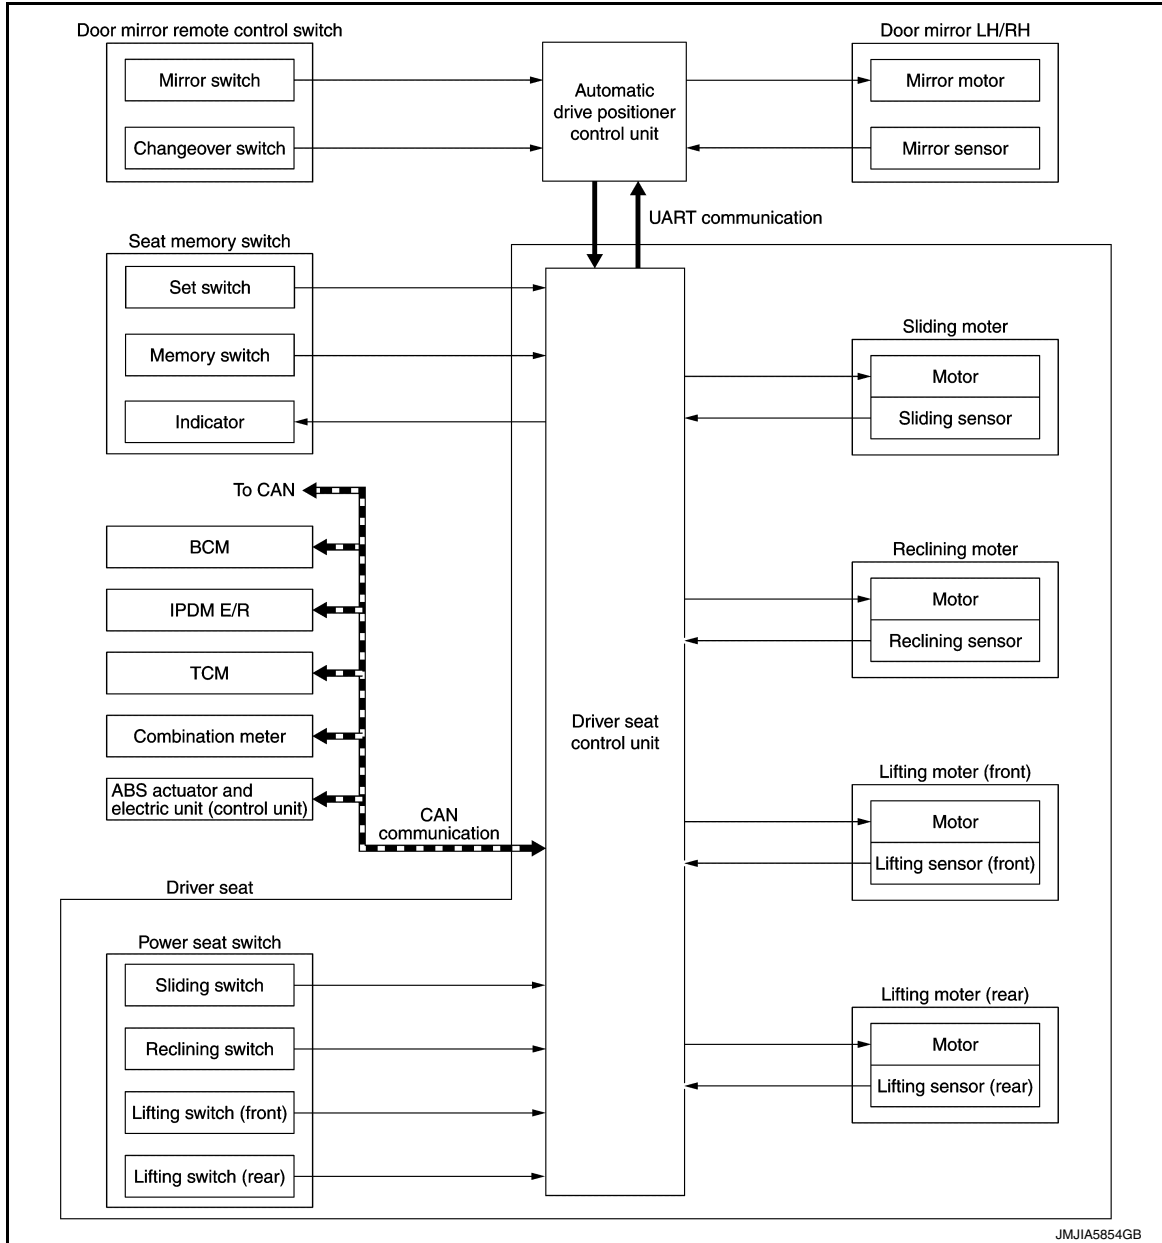 Door mirror remote control switch
Mirror switch
Changeover switch
Automatic
drive positioner
control unit
Door mirror LH/RH
Mirror motor
Mirror sensor
UART communication
Seat memory switch
Set switch
Memory switch
Indicator
Sliding moter
Motor
Sliding sensor
To CAN
BCM
IPDM E/R
TCM
Combination meter
ABS actuator and
electric unit (control unit)
CAN
communication
Reclining moter
Motor
Reclining sensor
Driver seat
control unit
Lifting moter (front)
Motor
Lifting sensor (front)
Driver seat
Power seat switch
Sliding switch
Reclining switch
Lifting switch (front)
Lifting switch (rear)
Lifting moter (rear)
Motor
Lifting sensor (rear)
JMJIA5854GB